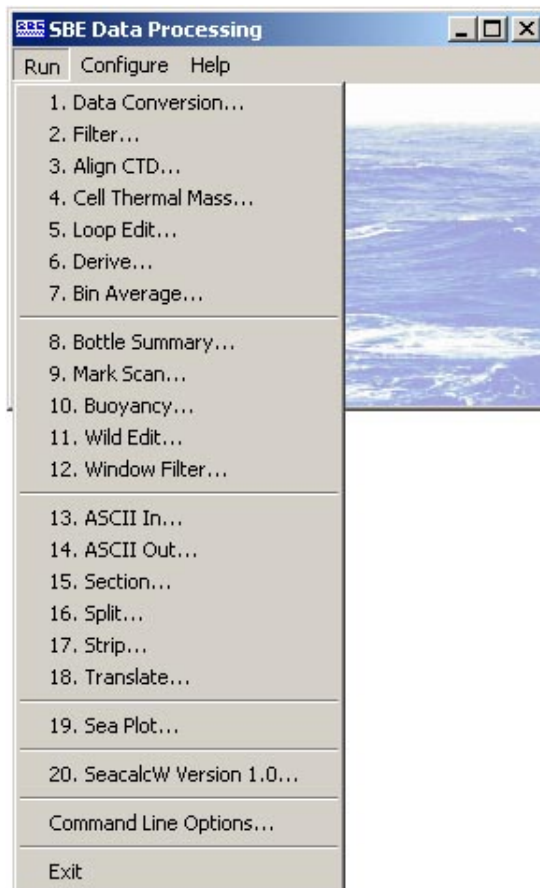 SBE SBE Data Processing
Run Configure Help
1. Data Conversion...
2. Filter...
3. Align CTD...
4. Cell Thermal Mass...
5. Loop Edit...
6. Derive...
7. Bin Average...
8. Bottle Summary...
9. Mark Scan...
10. Buoyancy...
11. Wild Edit...
12. Window Filter...
13. ASCII In...
14. ASCII Out...
15. Section...
16. Split...
17. Strip...
18. Translate...
19. Sea Plot...
20. SeacalcW Version 1.0...
Command Line Options...
Exit